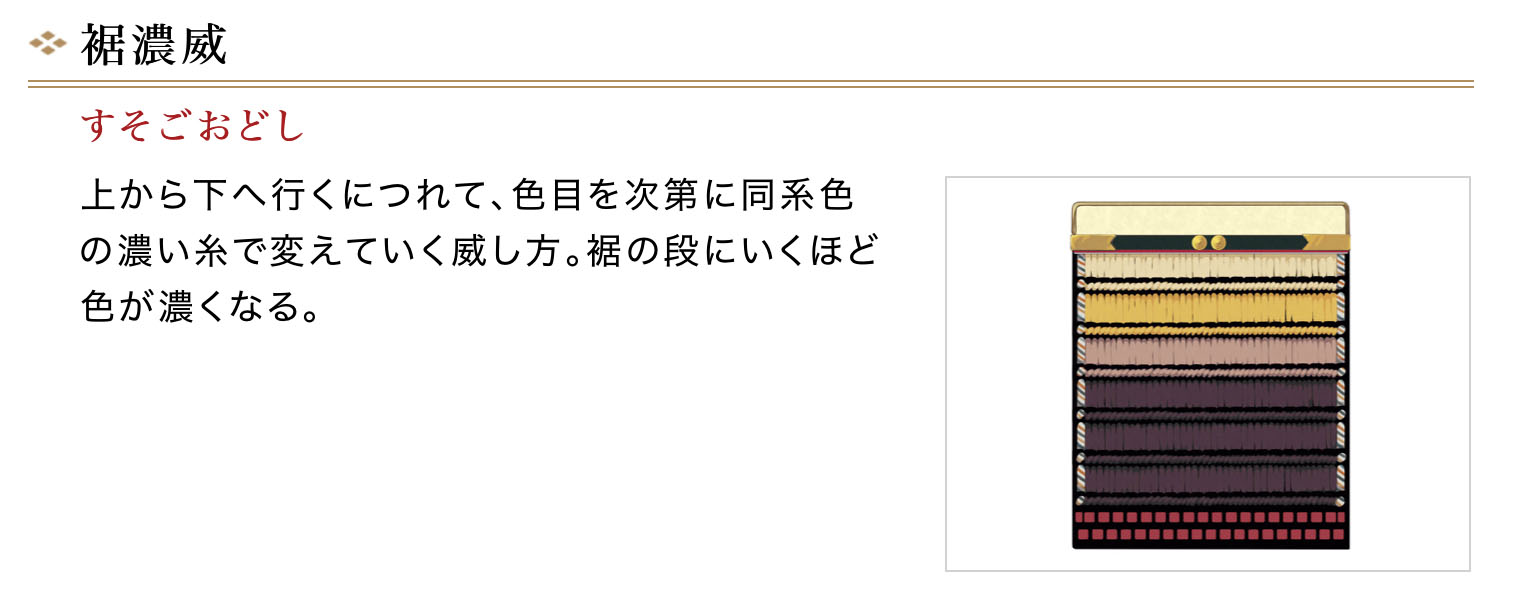 裾濃威
すそごおどし
上から下へ行くにつれて、色目を次第に同系色
の濃い糸で変えていく威し方。裾の段にいくほど
色が濃くなる。